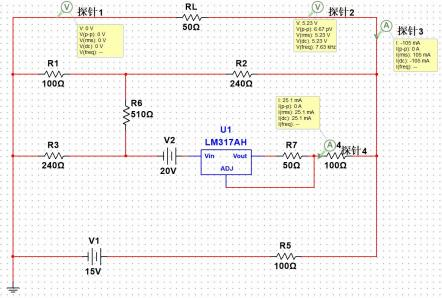 探针1
V: 0 V
V(p-p): 0 V
V(rms): 0 V
V(dc): 0 V
V(freq): --
RL
50Ω
V: 5.23 V
V(p-p): 6.67 pV
V(rms): 5.23 V
V(dc): 5.23 V
V(freq): 7.63 kHz
探针2
探针3
I: -105 mA
I(p-p): 0 A
I(rms): 105 mA
I(dc): -105 mA
I(freq): --
R1
100Ω
R2
240Ω
R6
510Ω
I: 25.1 mA
I(p-p): 0 A
I(rms): 25.1 mA
I(dc): 25.1 mA
I(freq): --
R3
240Ω
V2
20V
U1
LM317AH
Vin
Vout
ADJ
R7
50Ω
4
探针4
100Ω
V1
15V
R5
100Ω
V
V
A
A